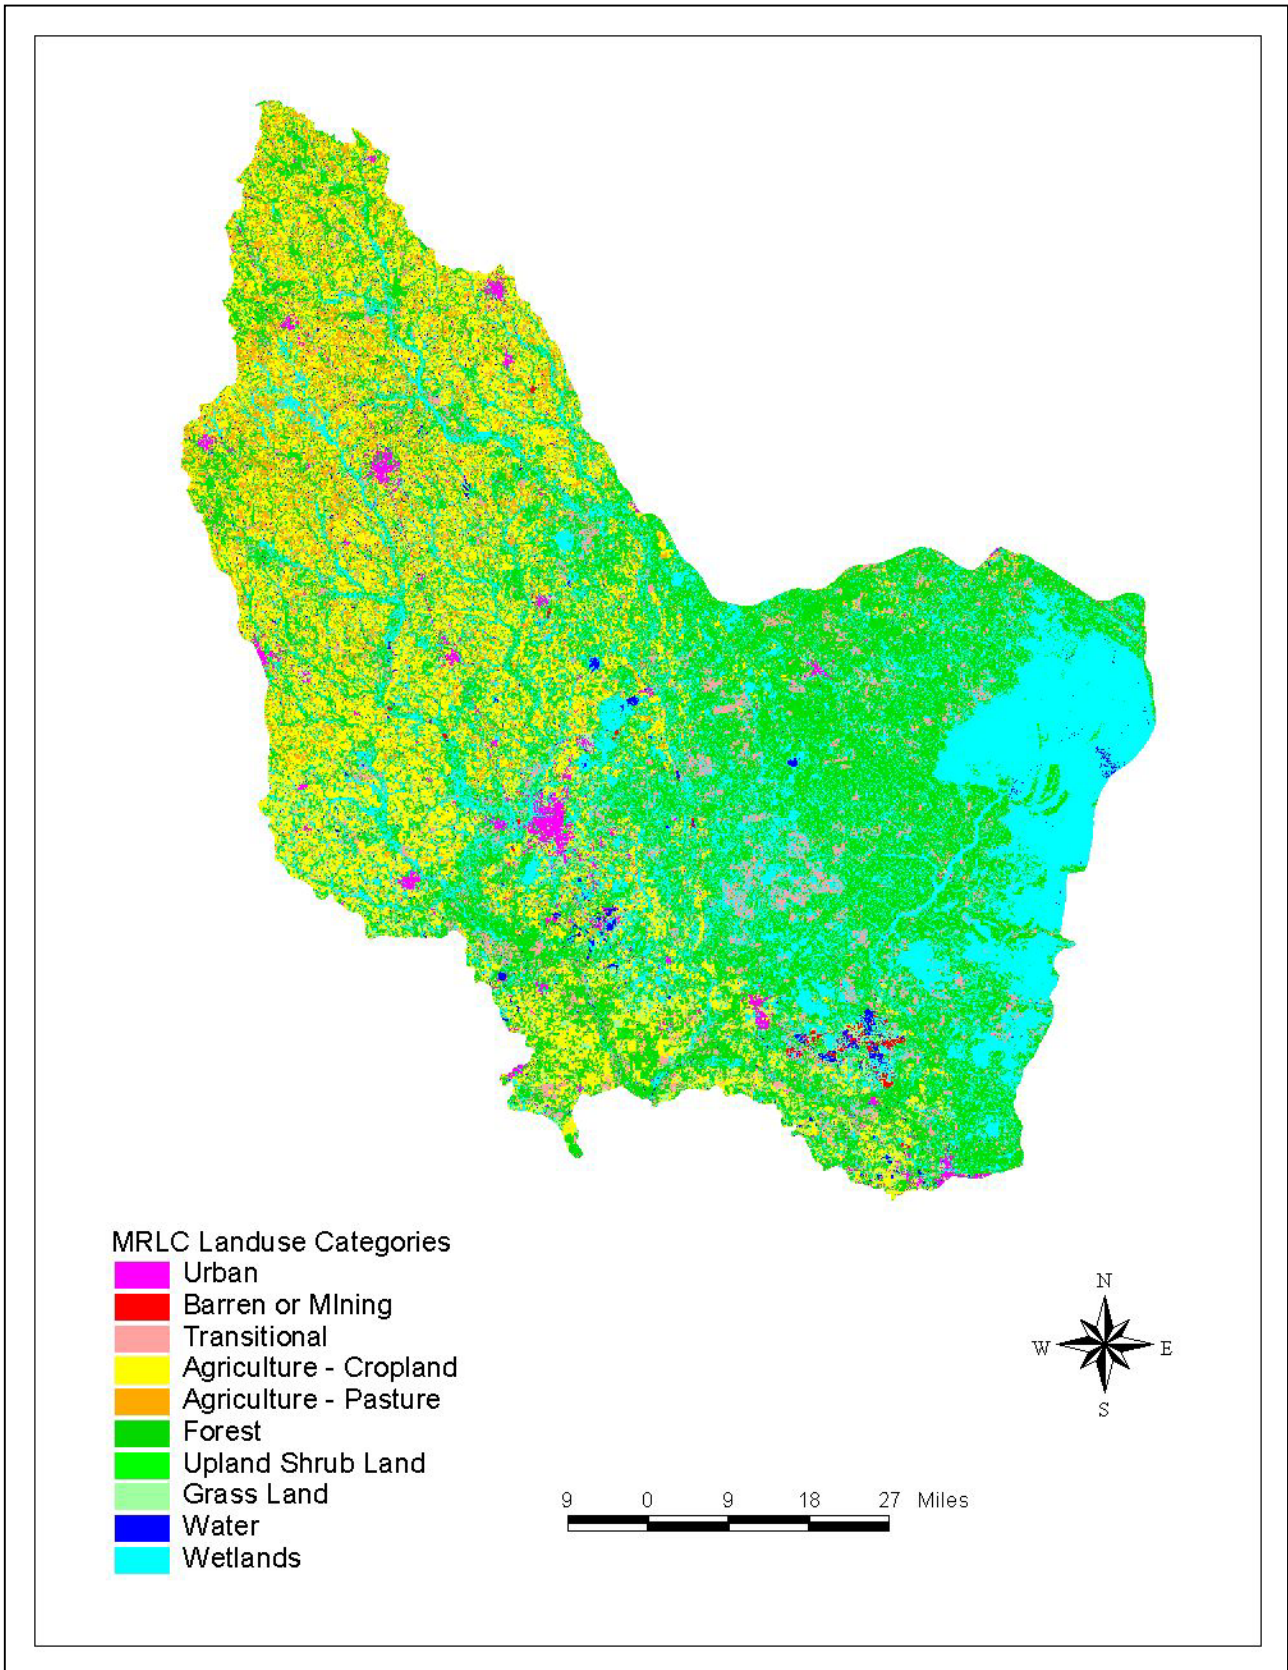 MRLC Landuse Categories
Urban
Barren or MIning
Transitional
Agriculture - Cropland
Agriculture - Pasture
Forest
Upland Shrub Land
Grass Land
Water
Wetlands
N
W E
S
9 0 9 18 27 Miles